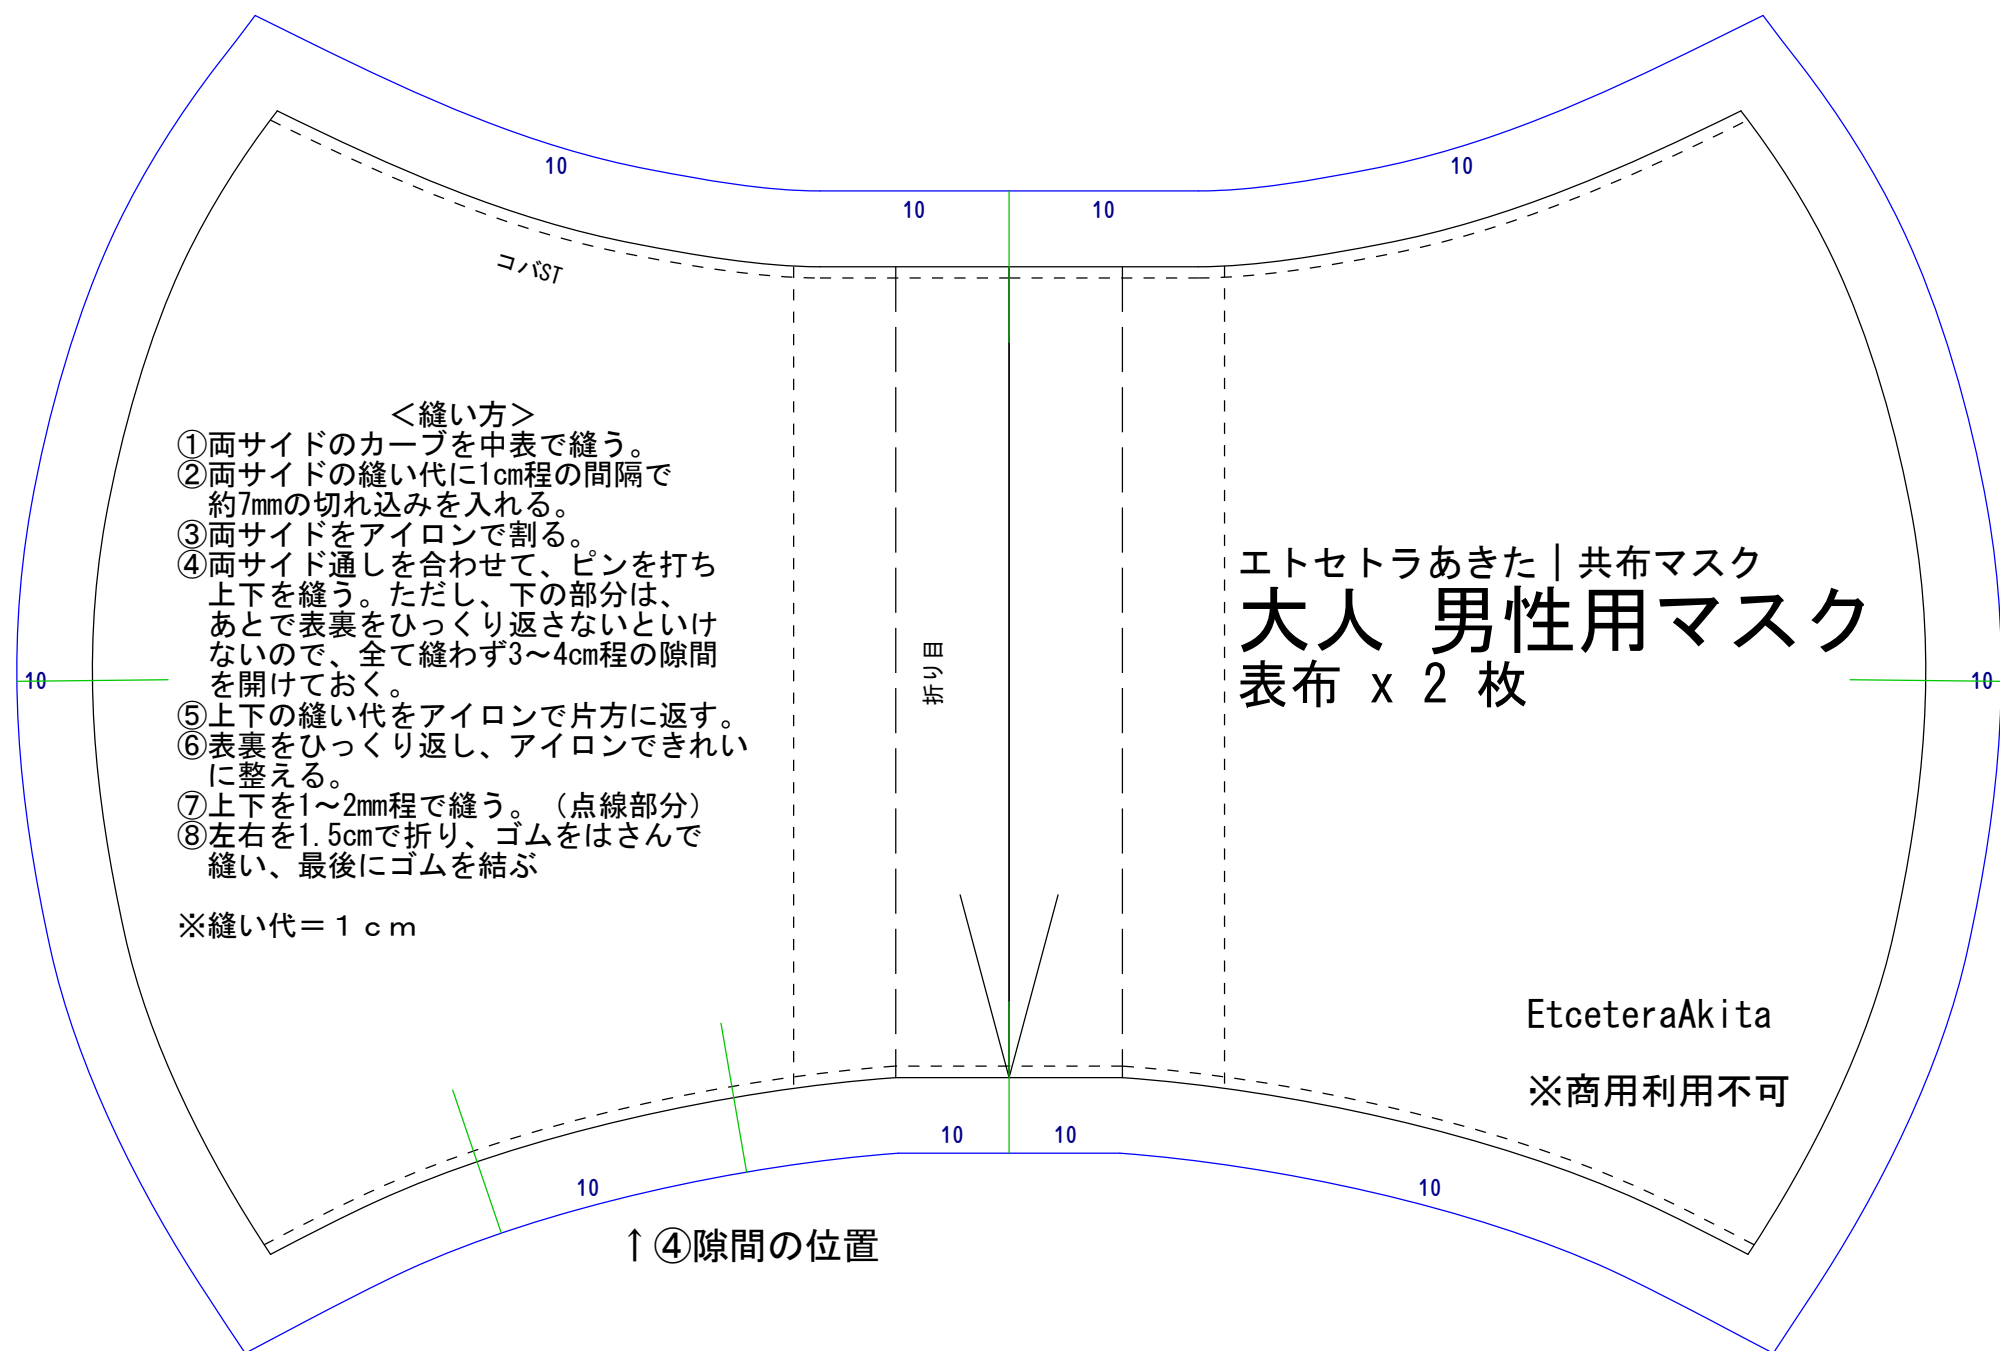 10
10
10
10
コバST
＜縫い方＞
①両サイドのカーブを中表で縫う。
②両サイドの縫い代に1cm程の間隔で
約7mmの切れ込みを入れる。
③両サイドをアイロンで割る。
④両サイド通しを合わせて、ピンを打ち
上下を縫う。ただし、下の部分は、
あとで表裏をひっくり返さないといけ
ないので、全て縫わず3～4cm程の隙間
を開けておく。
⑤上下の縫い代をアイロンで片方に返す。
⑥表裏をひっくり返し、アイロンできれい
に整える。
⑦上下を1～2mm程で縫う。（点線部分）
⑧左右を1.5cmで折り、ゴムをはさんで
縫い、最後にゴムを結ぶ
※縫い代＝１ｃｍ
10
折り目
エトセトラあきた｜共布マスク
大人 男性用マスク
表布 x 2 枚
10
EtceteraAkita
※商用利用不可
10
10
10
10
↑④隙間の位置